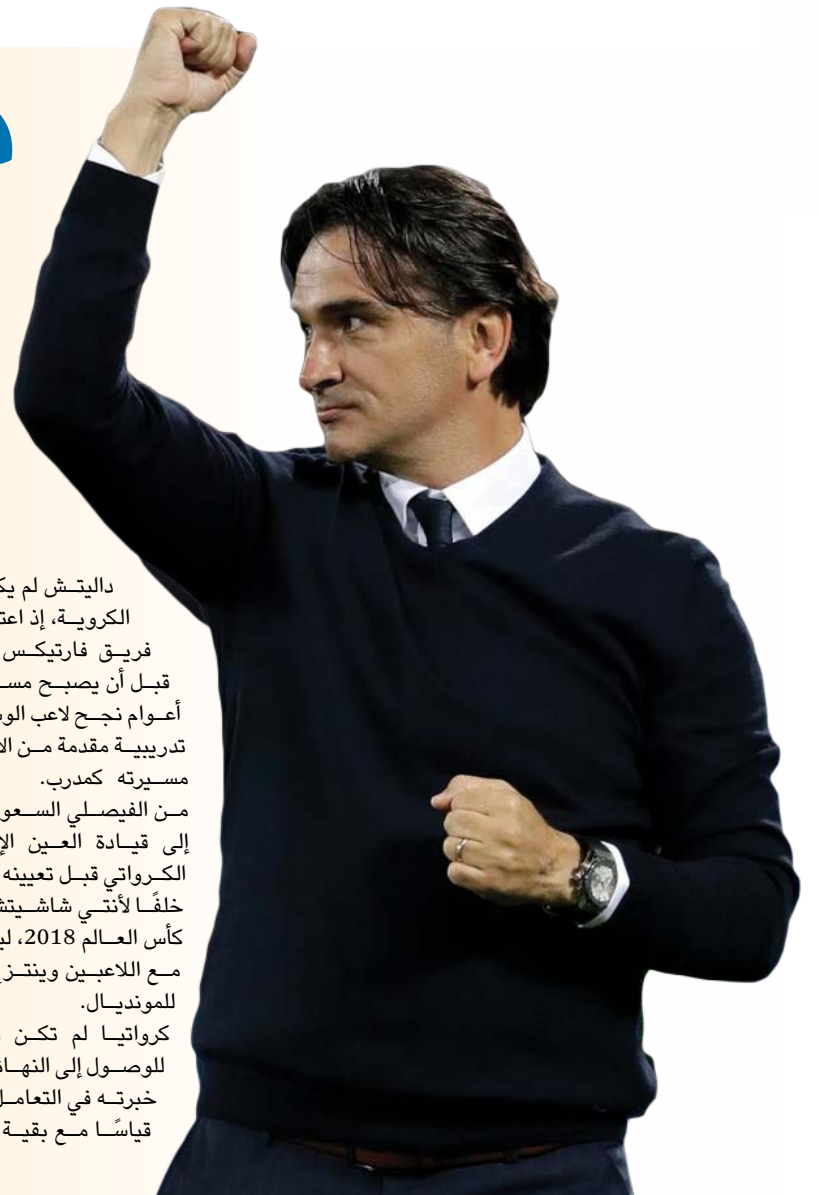 داليتش لم
الكروية، إذ
فريق فارتيكس
قبل أن يصبح
أعوام نجح لاعب
تدريبية مقدمة من
مسيرته كمدرب.
من الفيصلي
إلى قيادة العين
الكرواتي قبل تعيينه
خلفًا لأنتي
كأس العالم 2018،
مع اللاعبين وينتزع
للمونديال.
كرواتيا لم تكن
للوصول إلى
خبرته في التعامل
قياسًا مع بقية